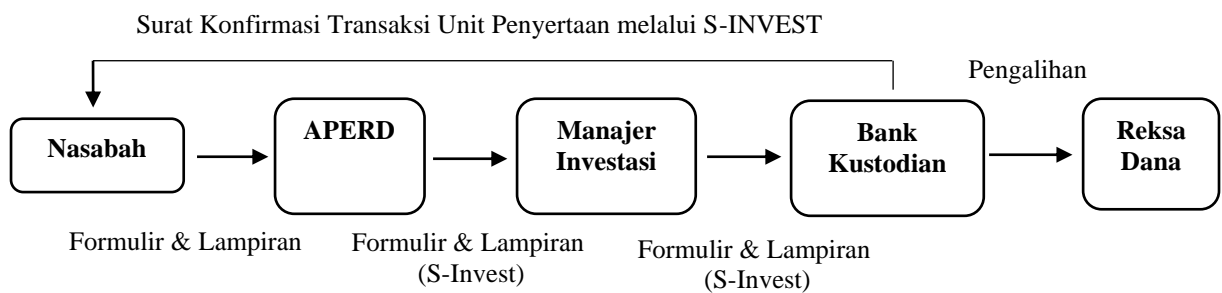 Surat Konfirmasi Transaksi Unit Penyertaan melalui S-INVEST
Pengalihan
Nasabah
APERD
Manajer
Investasi
Bank
Kustodian
Reksa
Dana
Formulir & Lampiran
Formulir & Lampiran
(S-Invest)
Formulir & Lampiran
(S-Invest)